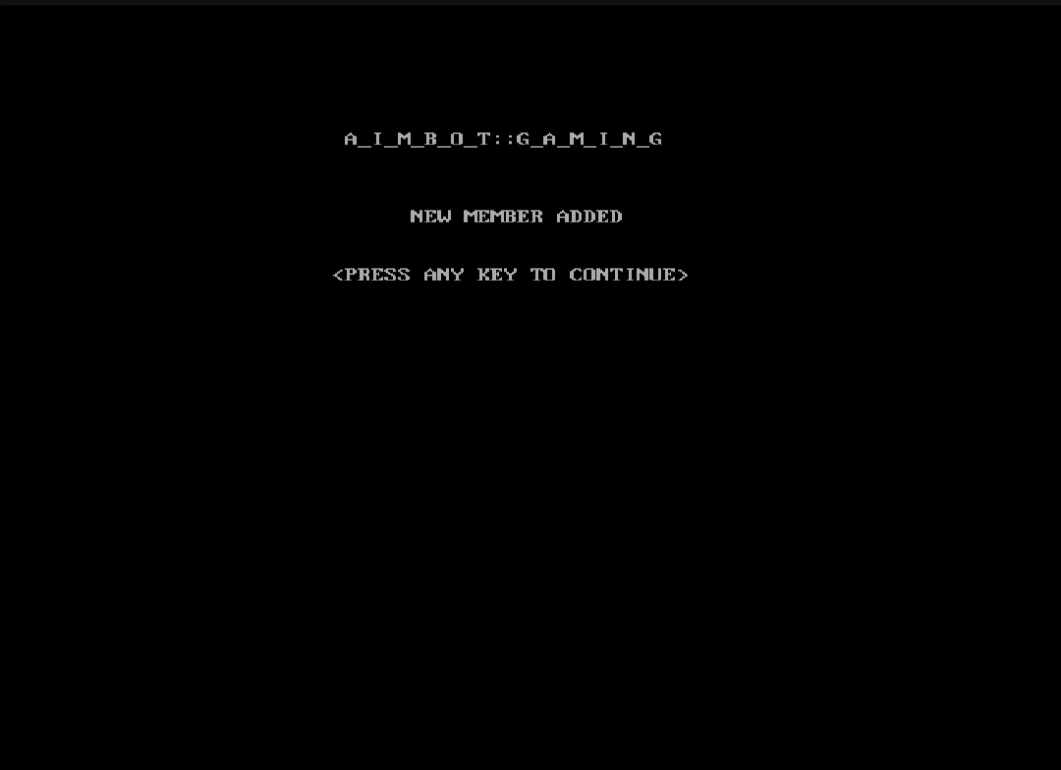 A_I_M_B_O_T::G_A_M_I_N_G
NEW MEMBER ADDED
<PRESS ANY KEY TO CONTINUE>